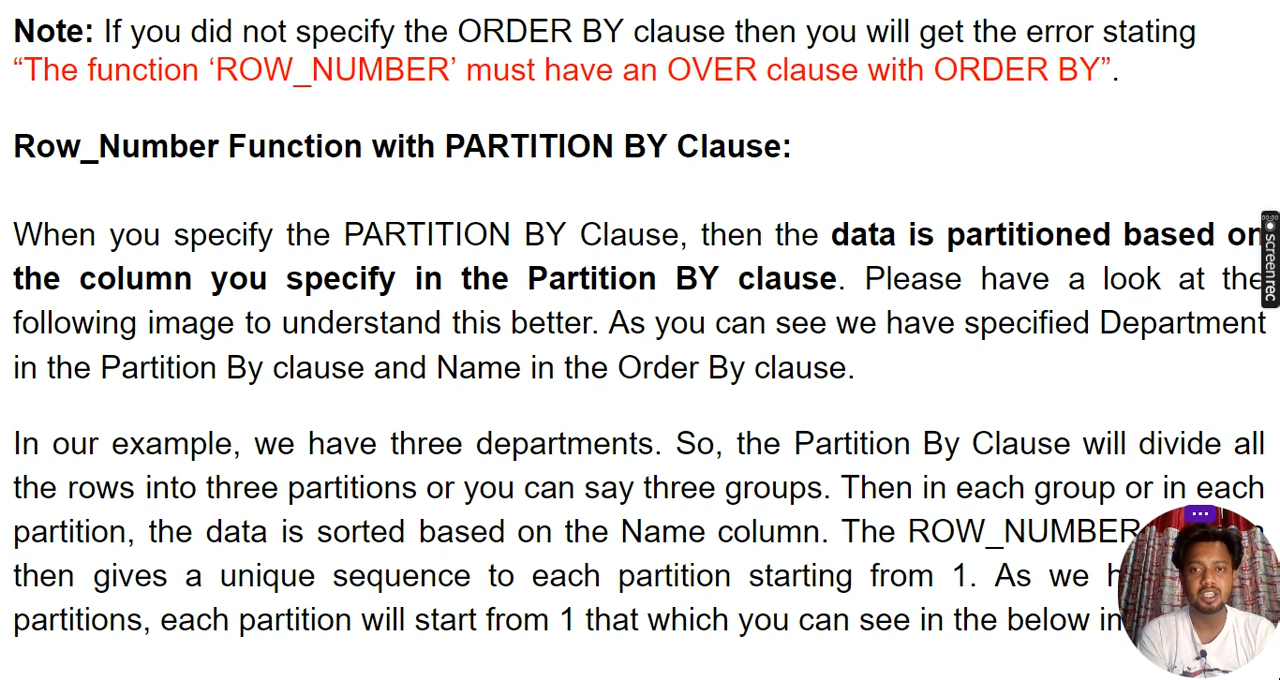 Note: If you did not specify the ORDER BY clause then you will get the error stating
“The function ‘ROW_NUMBER’ must have an OVER clause with ORDER BY”.
Row_Number Function with PARTITION BY Clause:
When you specify the PARTITION BY Clause, then the data is partitioned based on
the column you specify in the Partition BY clause. Please have a look at the
following image to understand this better. As you can see we have specified Department
in the Partition By clause and Name in the Order By clause.
In our example, we have three departments. So, the Partition By Clause will divide all
the rows into three partitions or you can say three groups. Then in each group or in each
partition, the data is sorted based on the Name column. The ROW_NUMBER
then gives a unique sequence to each partition starting from 1. As we
partitions, each partition will start from 1 that which you can see in the below
00:00
screenrec